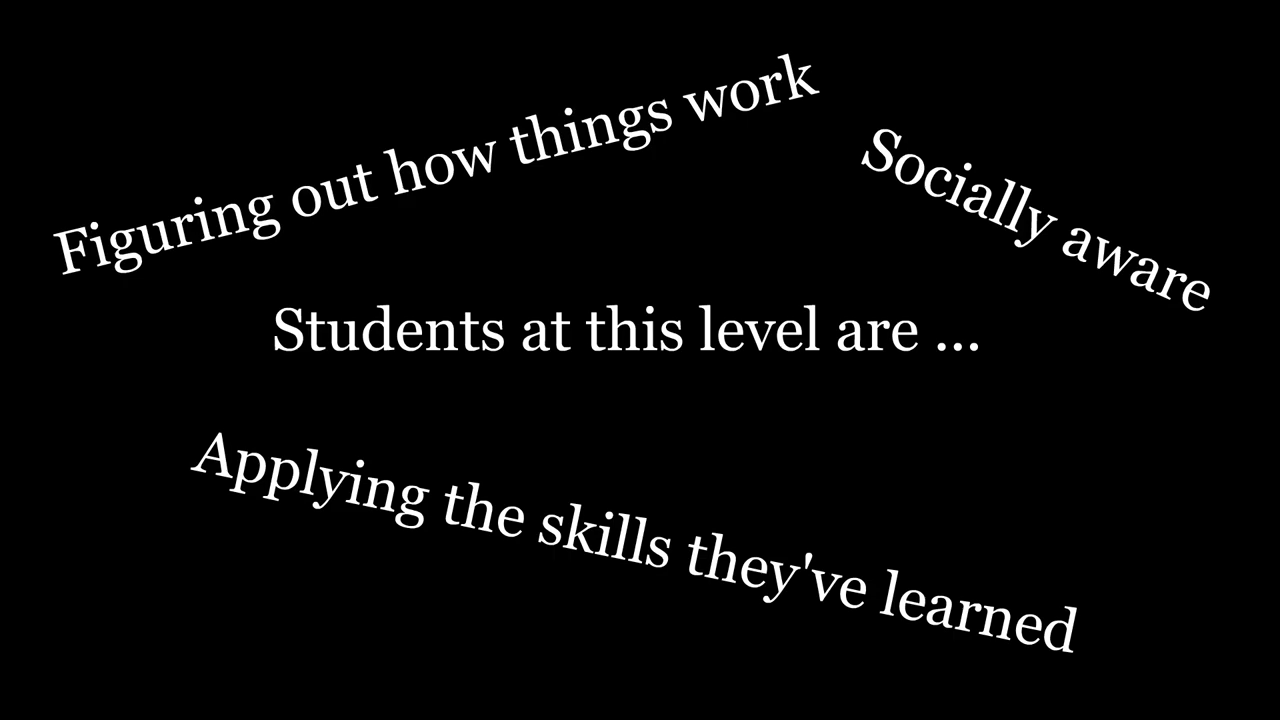 Figuring out how things work
Socially aware
Students at this level are ...
Applying the skills they've learned